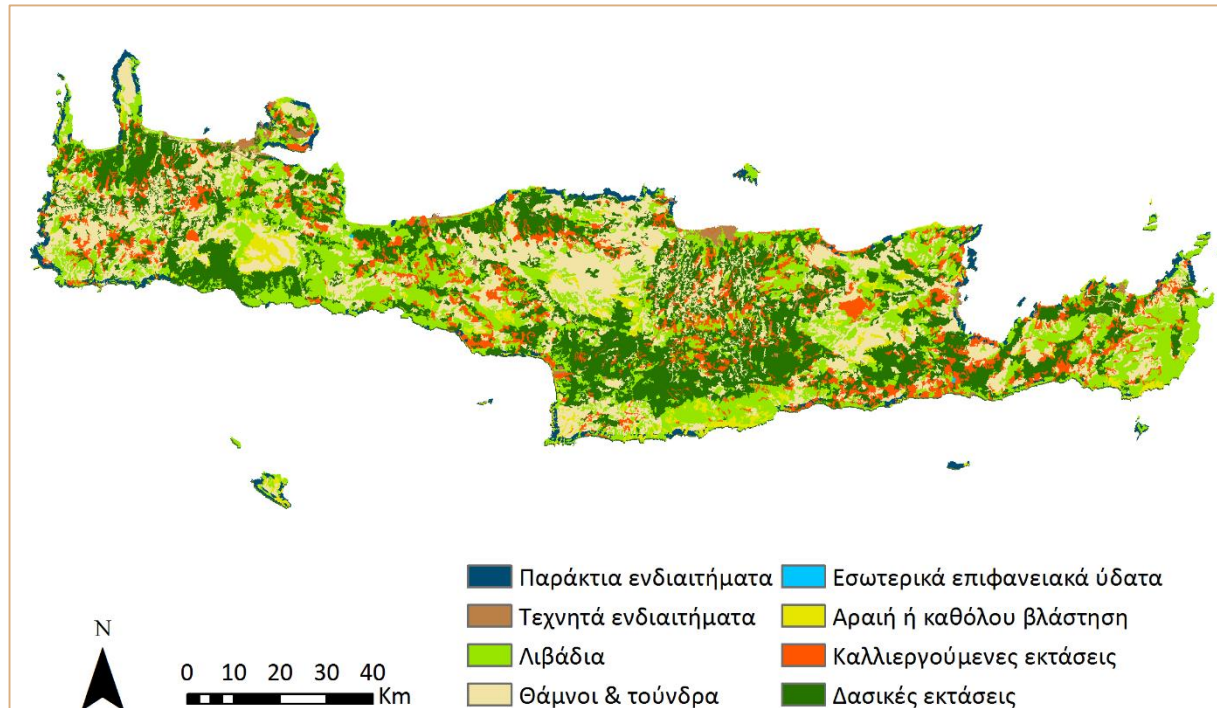 Παράκτια ενδιαιτήματα
Εσωτερικά επιφανειακά ύδατα
Τεχνητά ενδιαιτήματα
Αραιή ή καθόλου βλάστηση
Λιβάδια
Καλλιεργούμενες εκτάσεις
Θάμνοι & τούνδρα
Δασικές εκτάσεις
N
0 10 20 30 40
Km